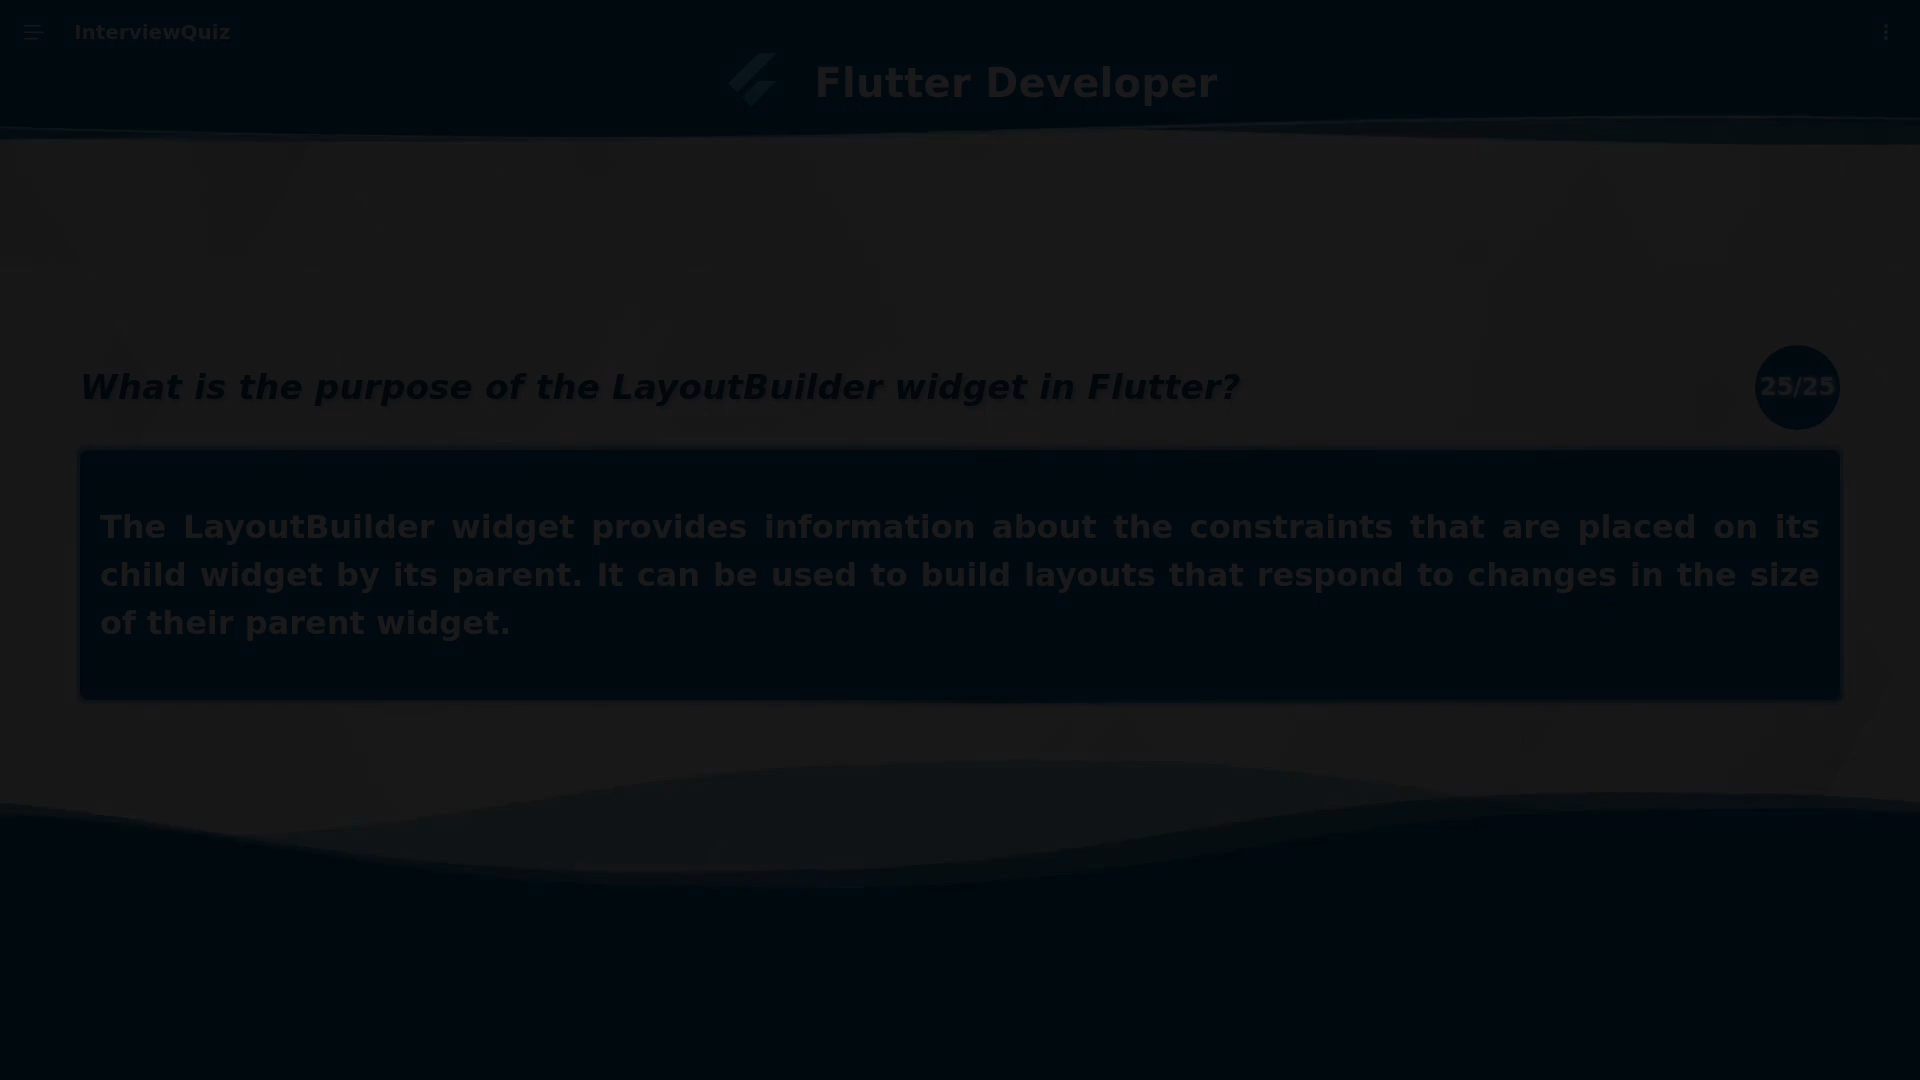 InterviewQuiz
Flutter Developer
What is the purpose of the LayoutBuilder widget in Flutter?
25/25
The LayoutBuilder widget provides information about the constraints that are placed on its
child widget by its parent. It can be used to build layouts that respond to changes in the size
of their parent widget.